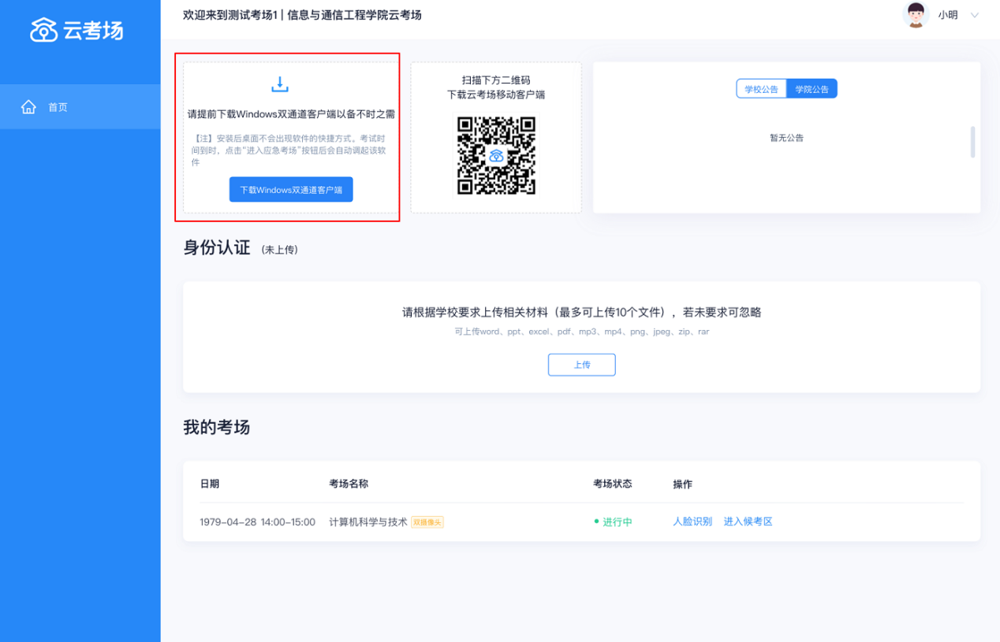 云考场
首页
欢迎来到测试考场1 | 信息与通信工程学院云考场
小明
请提前下载Windows双通道客户端以备不时之需
【注】安装后桌面不会出现软件的快捷方式。考试时
间到时，点击“进入应急考场”按钮后会自动调起该软
件
下载Windows双通道客户端
扫描下方二维码
下载云考场移动客户端
学校公告 学院公告
暂无公告
身份认证 (未上传)
请根据学校要求上传相关材料（最多可上传10个文件），若未要求可忽略
可上传word、ppt、excel、pdf、mp3、mp4、png、jpeg、zip、rar
上传
我的考场
日期 考场名称 考场状态 操作
1979-04-28 14:00-15:00 计算机科学与技术 双摄像头 进行中 人脸识别 进入候考区